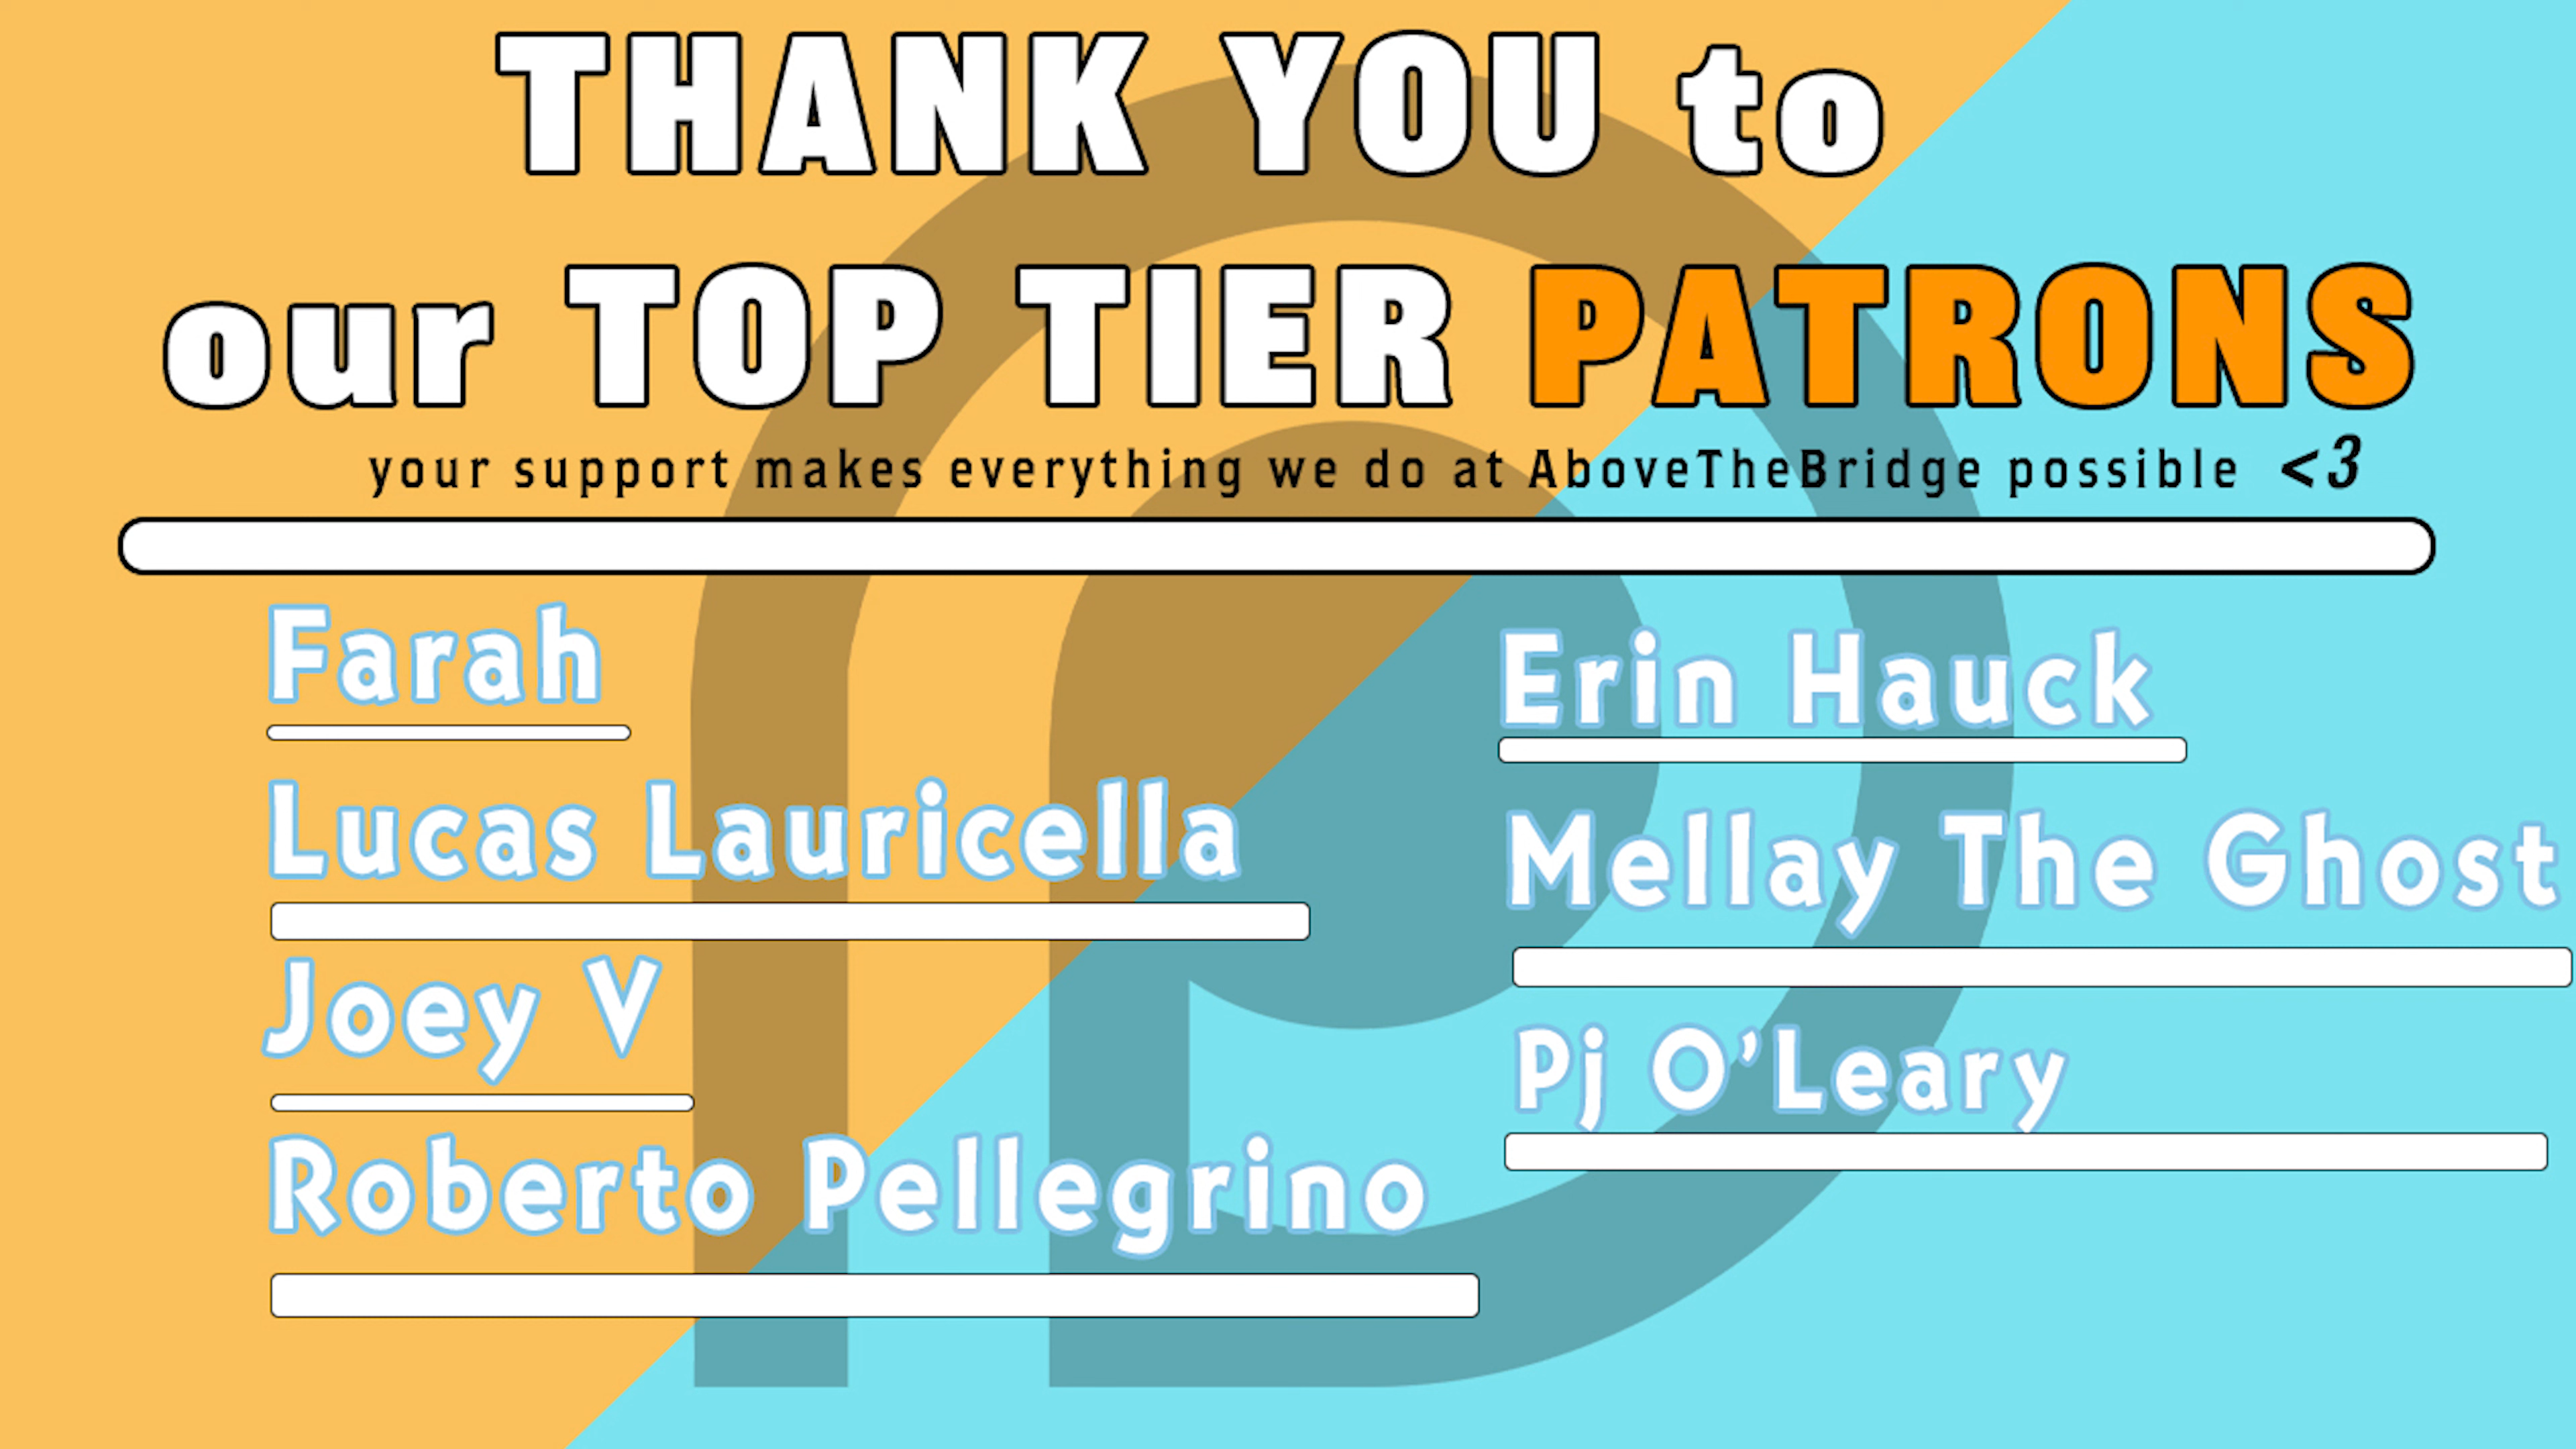 THANK YOU to
our TOP TIER PATRONS
your support makes everything we do at AboveTheBridge possible <3
Farah
Lucas Lauricella
Joey V
Roberto Pellegrino
Erin Hauck
Mellay The Ghost
Pj O'Leary